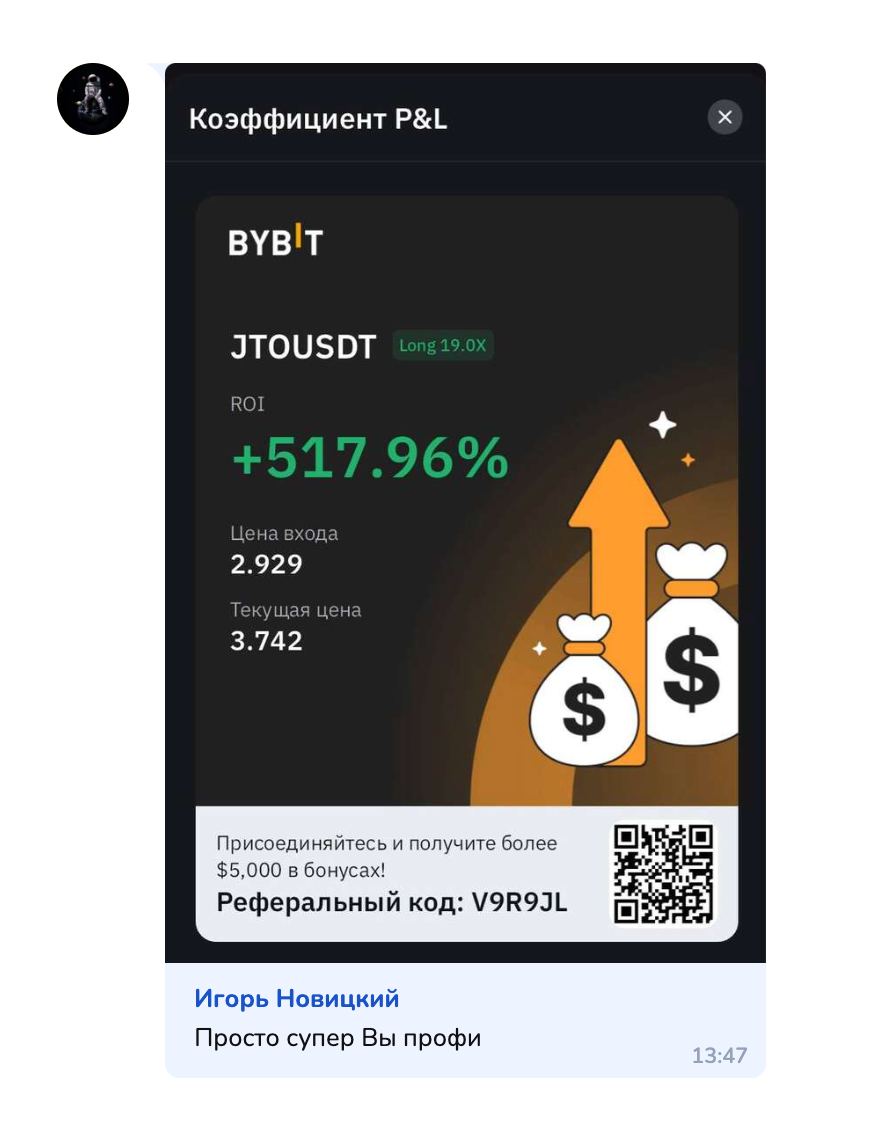 Коэффициент P&L
BYBIT
JTOUSDT Long 19.0X
ROI
+517.96%
Цена входа
2.929
Текущая цена
3.742
$
$
Присоединяйтесь и получите более
$5,000 в бонусах!
Реферальный код: V9R9JL
Игорь Новицкий
Просто супер Вы профи
13:47